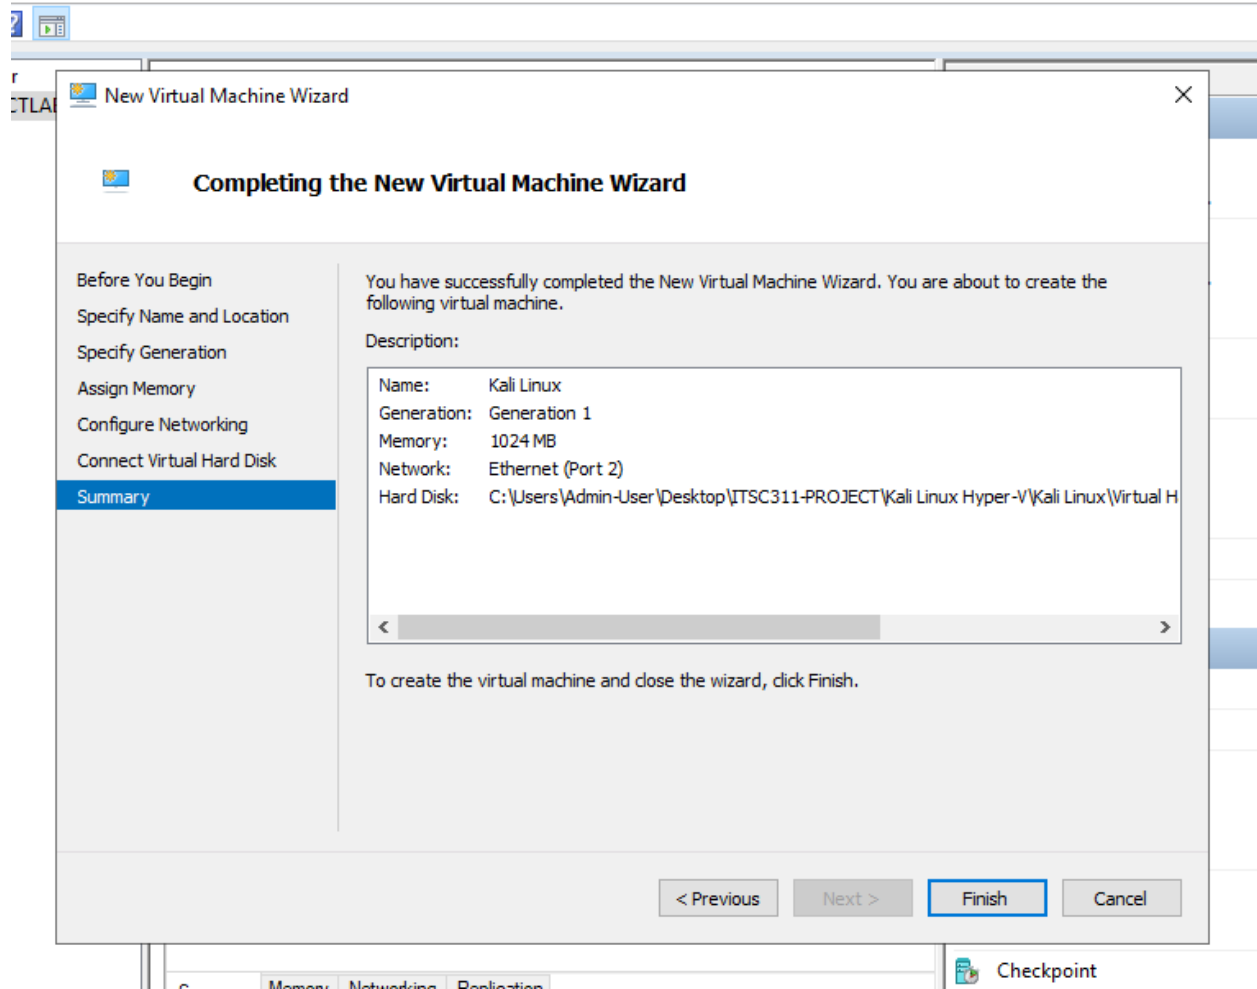 ?
r
CTLAB
New Virtual Machine Wizard
Completing the New Virtual Machine Wizard
Before You Begin
Specify Name and Location
Specify Generation
Assign Memory
Configure Networking
Connect Virtual Hard Disk
Summary
You have successfully completed the New Virtual Machine Wizard. You are about to create the
following virtual machine.
Description:
Name: Kali Linux
Generation: Generation 1
Memory: 1024 MB
Network: Ethernet (Port 2)
Hard Disk: C:\Users\Admin-User\Desktop\ITSC311-PROJECT\Kali Linux Hyper-V\Kali Linux\Virtual H
To create the virtual machine and close the wizard, click Finish.
< Previous Next > Finish Cancel
Memory Networking Replication
Checkpoint